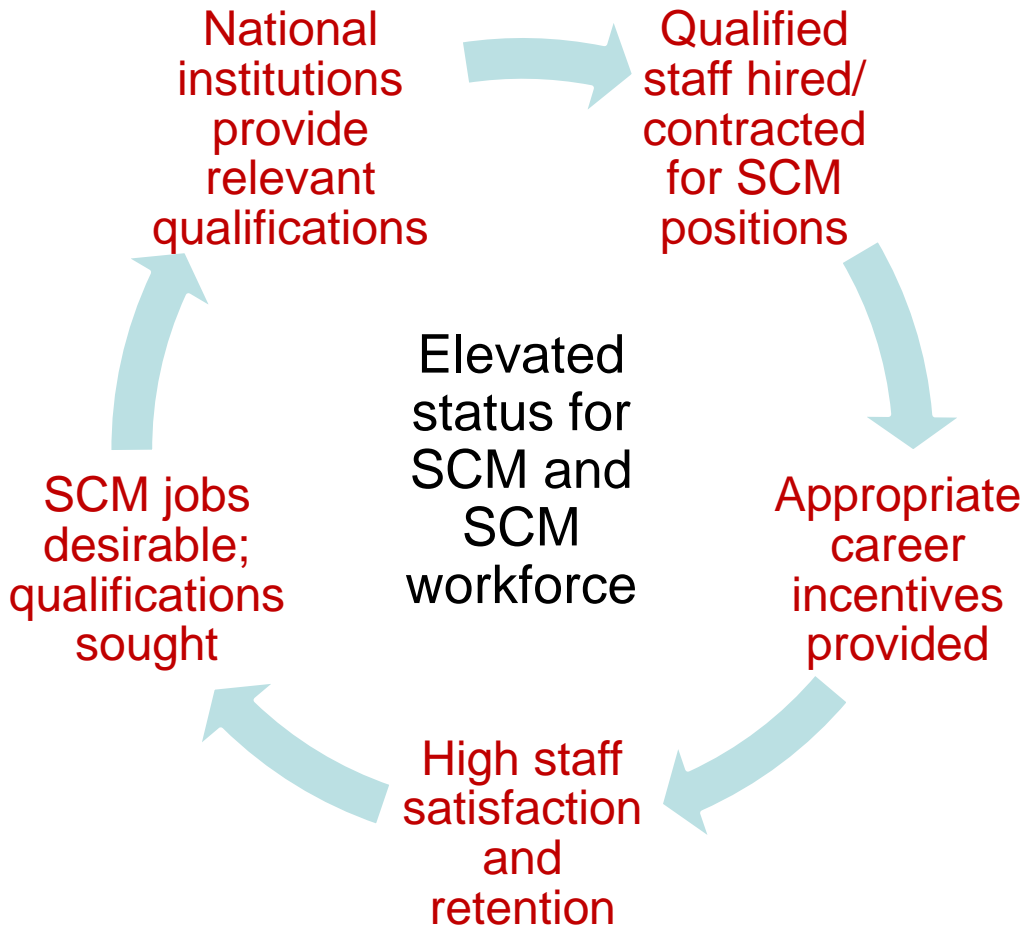 National
institutions
provide
relevant
qualifications
Qualified
staff hired/
contracted
for SCM
positions
Elevated
status for
SCM and
SCM
workforce
Appropriate
career
incentives
provided
High staff
satisfaction
and
retention
SCM jobs
desirable;
qualifications
sought